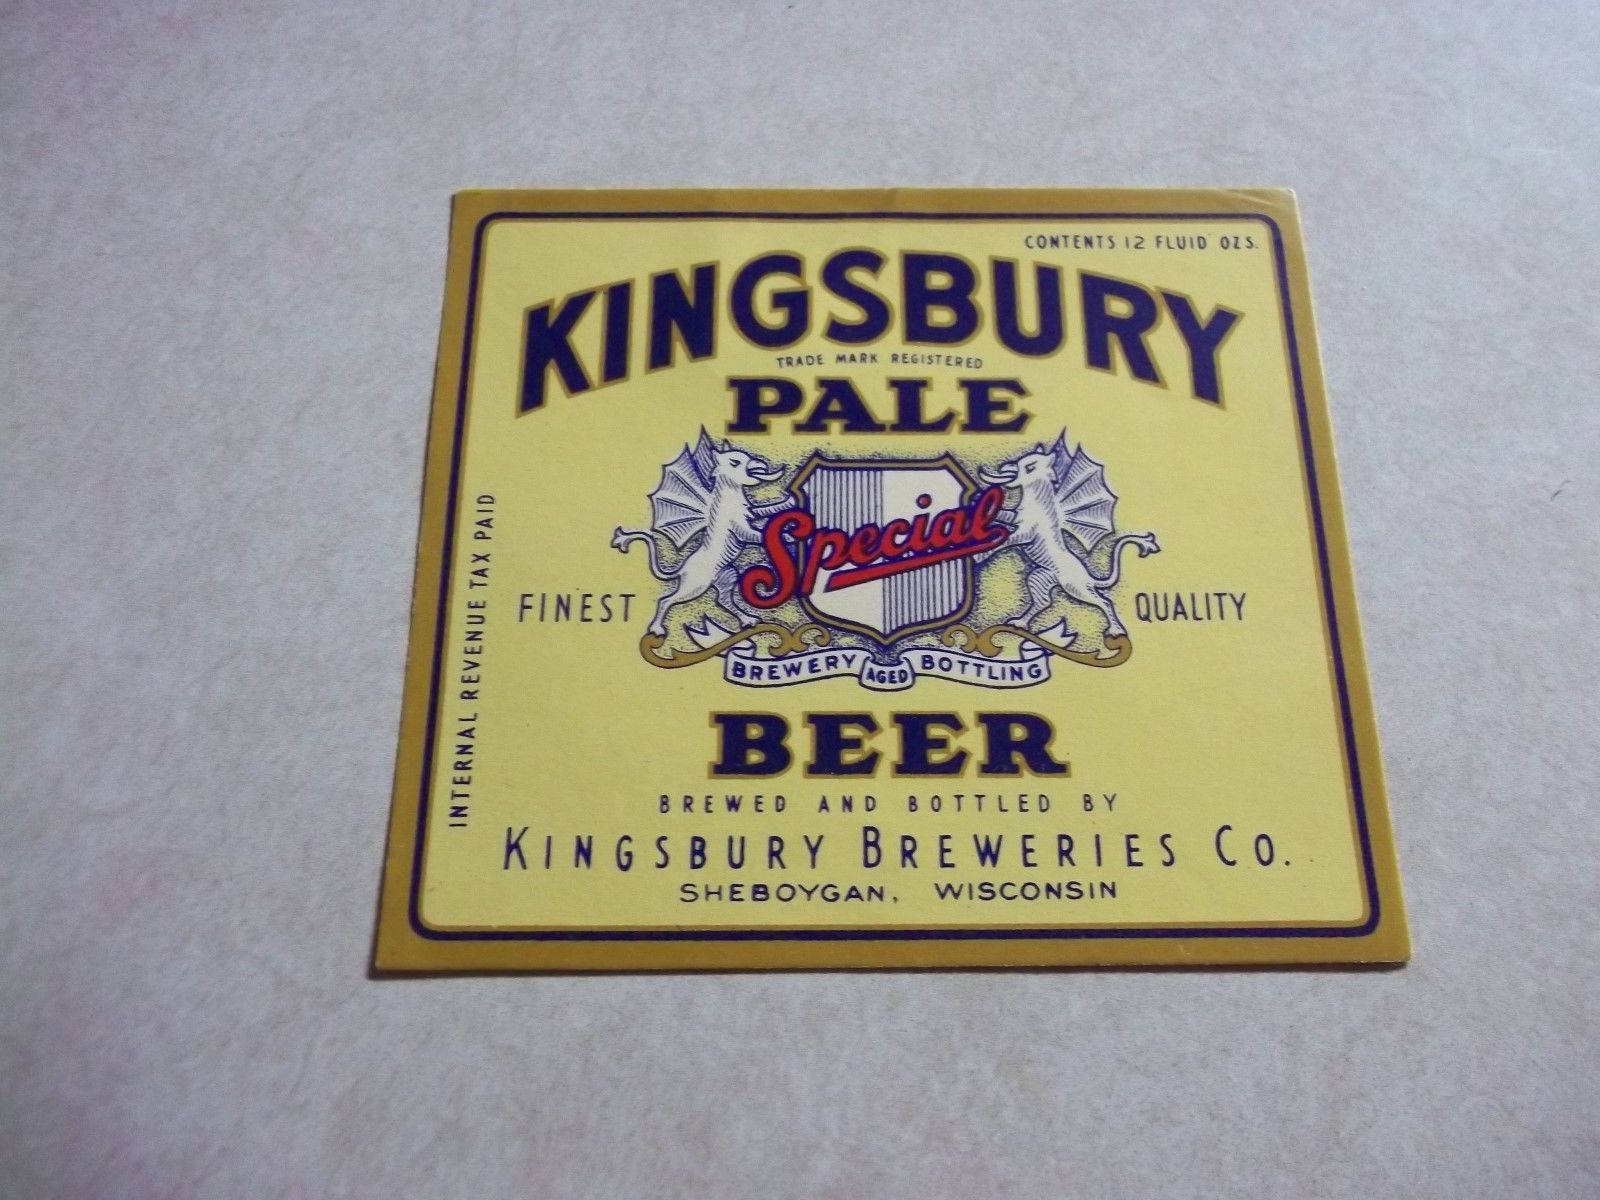 CONTENTS 12 FLUID OZS.
KINGSBURY
TRADE MARK REGISTERED
PALE
Special
FINEST QUALITY
BREWERY AGED BOTTLING
BEER
BREWED AND BOTTLED BY
KINGSBURY BREWERIES CO.
SHEBOYGAN, WISCONSIN
INTERNAL REVENUE TAX PAID